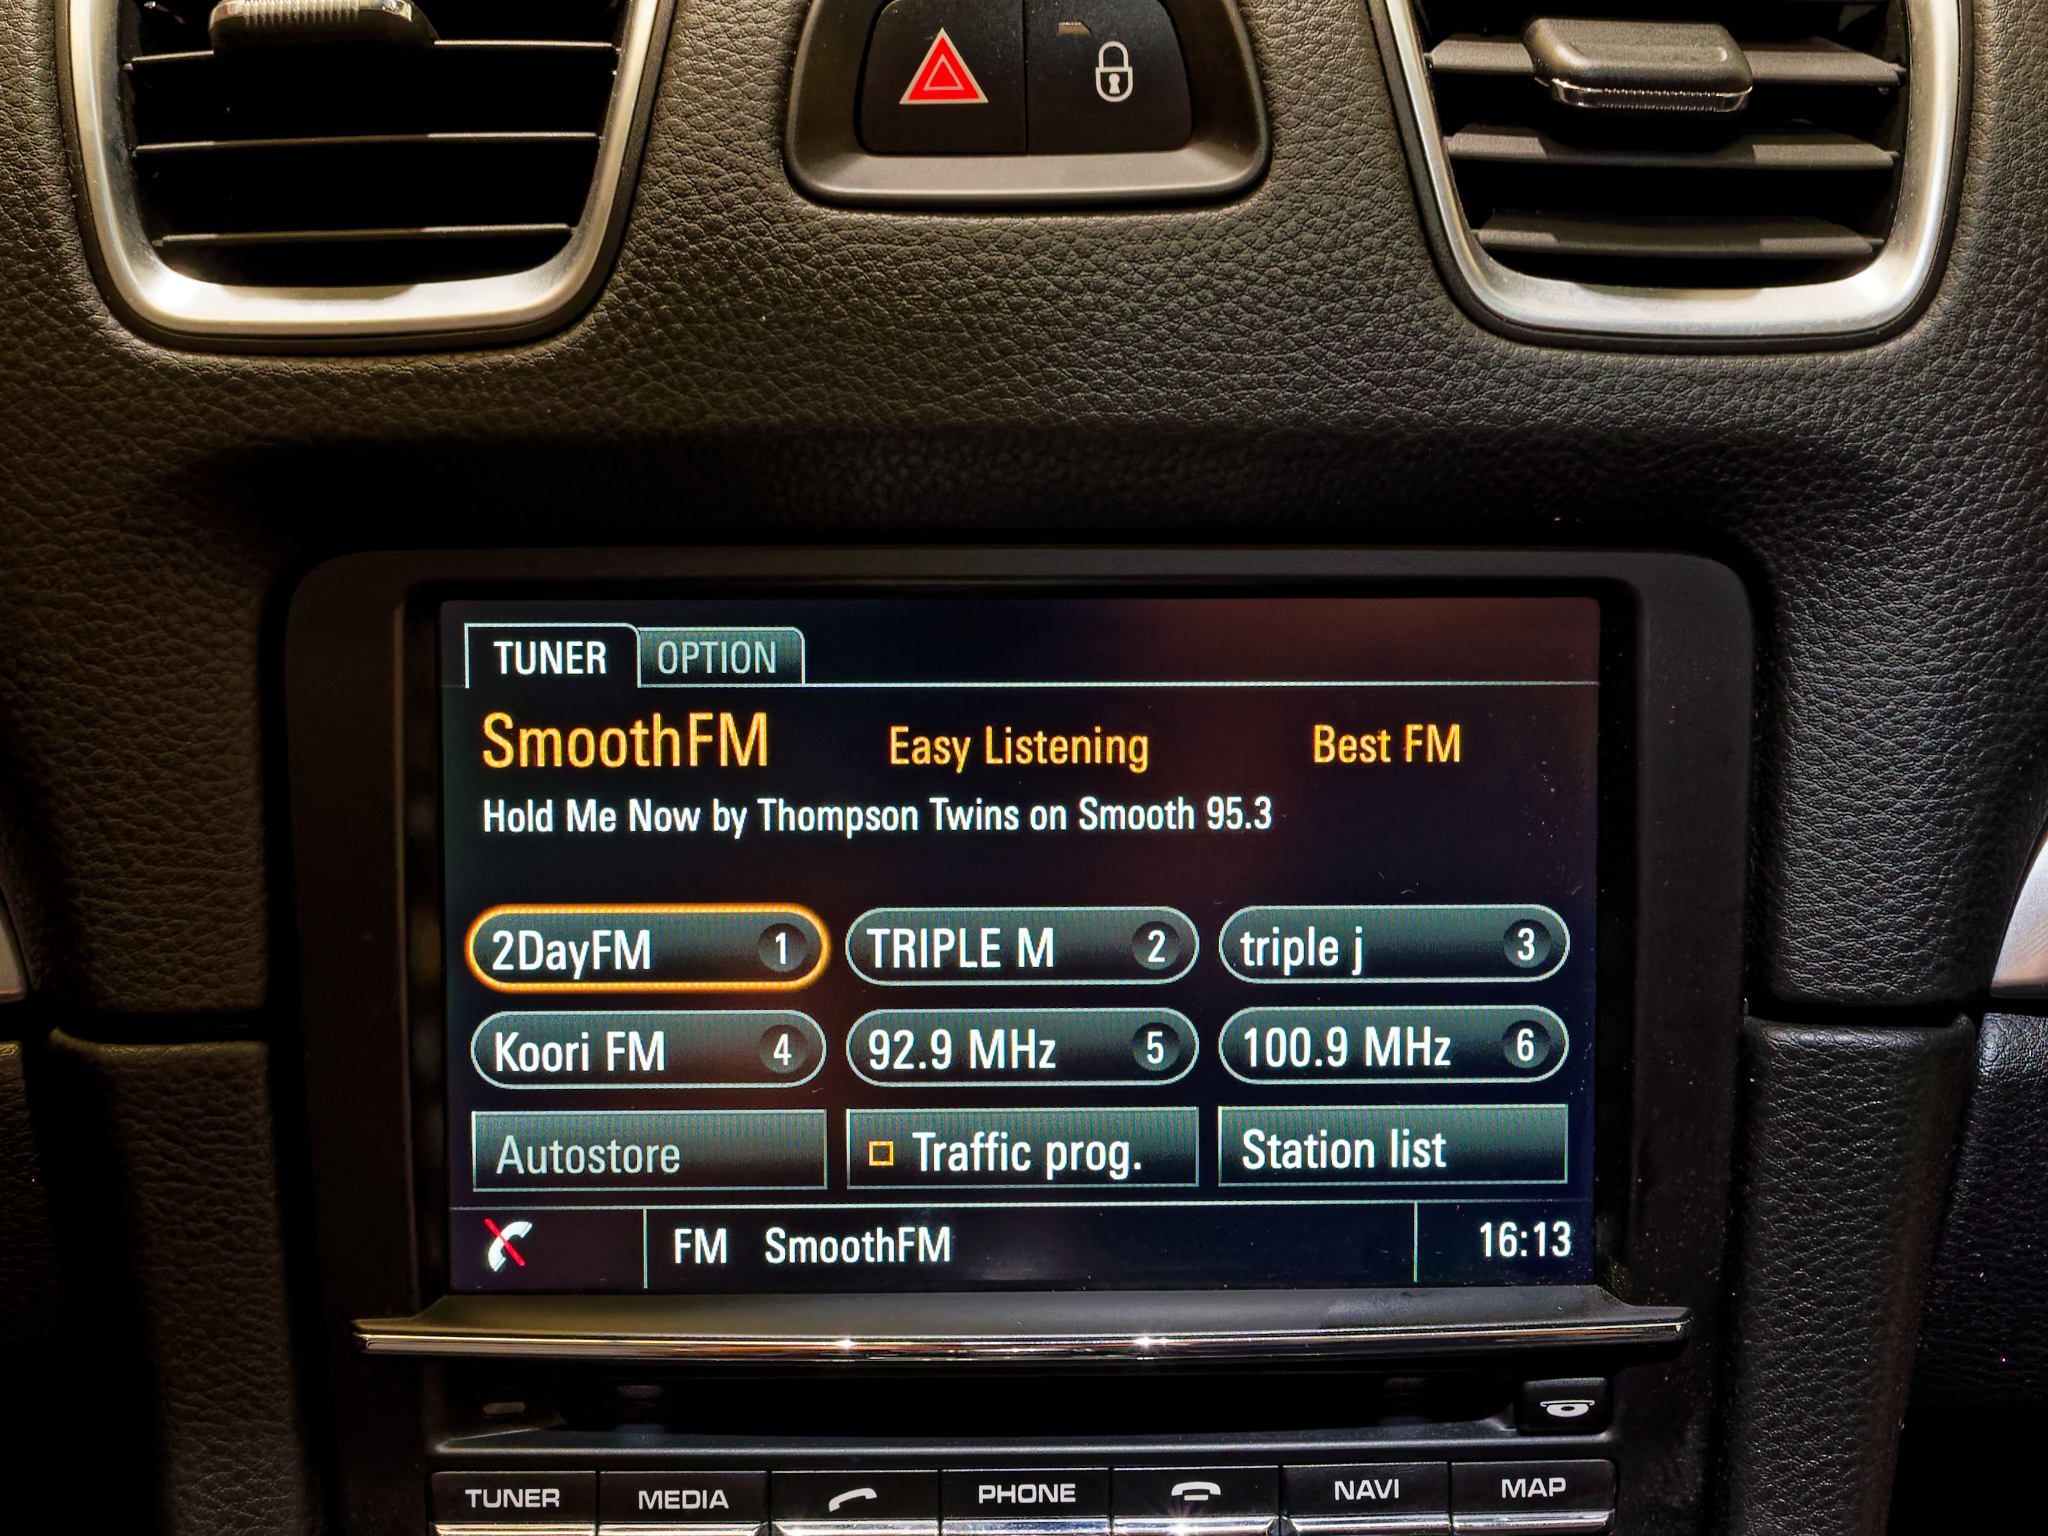 TUNER OPTION
SmoothFM Easy Listening Best FM
Hold Me Now by Thompson Twins on Smooth 95.3
2DayFM 1 TRIPLE M 2 triple j 3
Koori FM 4 92.9 MHz 5 100.9 MHz 6
Autostore Traffic prog. Station list
FM SmoothFM 16:13
TUNER MEDIA PHONE NAVI MAP